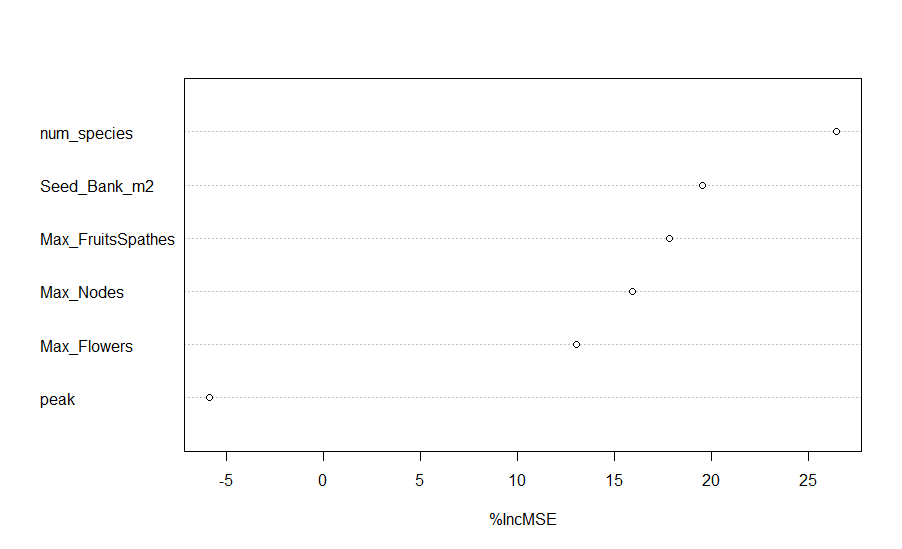 num_species
Seed_Bank_m2
Max_FruitsSpathes
Max_Nodes
Max_Flowers
peak
-5 0 5 10 15 20 25
%IncMSE